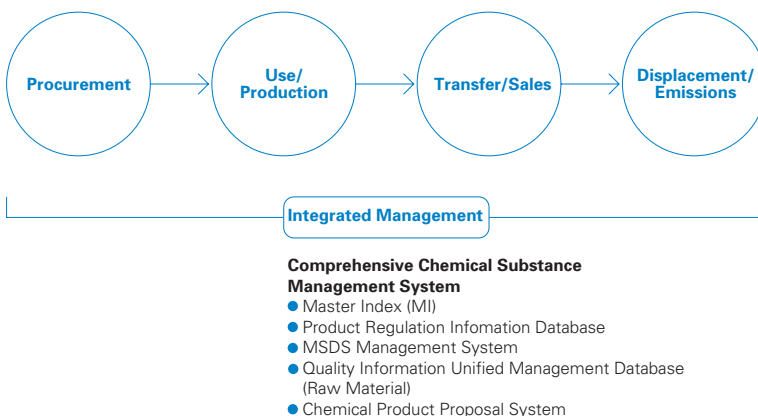 Procurement
Use/
Production
Transfer/Sales
Displacement/
Emissions
Integrated Management
Comprehensive Chemical Substance
Management System
● Master Index (MI)
● Product Regulation Infomation Database
● MSDS Management System
● Quality Information Unified Management Database
(Raw Material)
● Chemical Product Proposal System